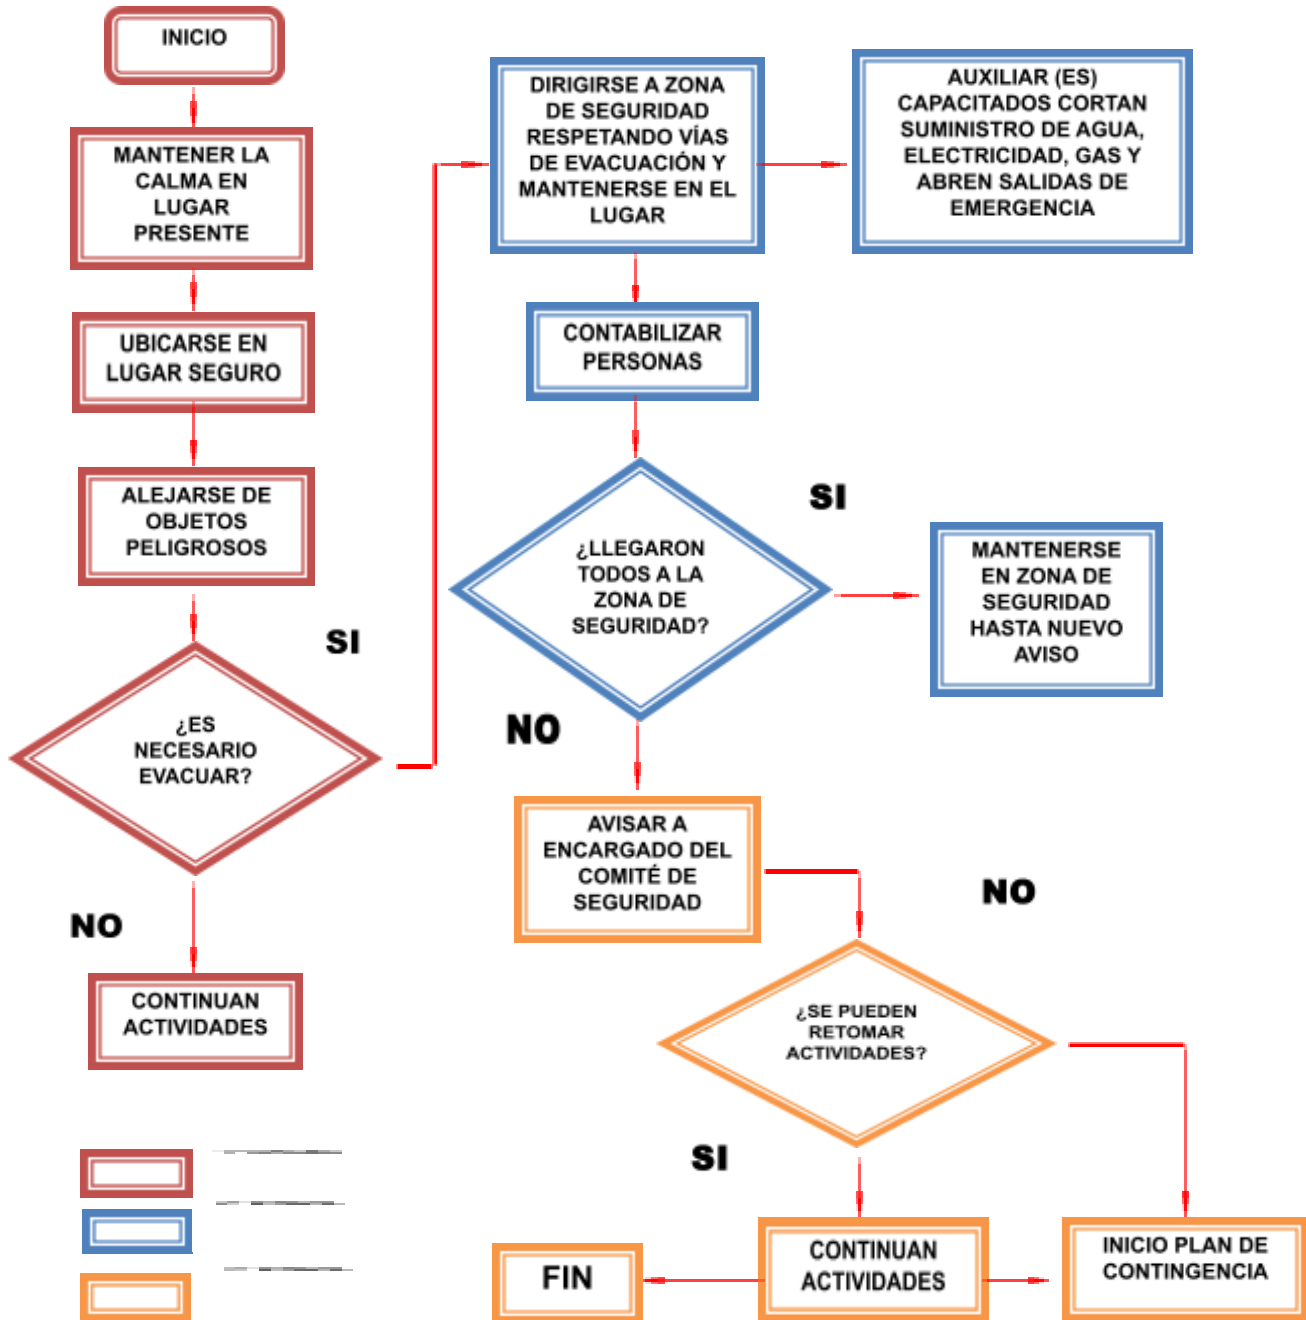 INICIO
MANTENER LA
CALMA EN
LUGAR
PRESENTE
UBICARSE EN
LUGAR SEGURO
ALEJARSE DE
OBJETOS
PELIGROSOS
SI
¿ES
NECESARIO
EVACUAR?
NO
CONTINUAN
ACTIVIDADES
DIRIGIRSE A ZONA
DE SEGURIDAD
RESPETANDO VÍAS
DE EVACUACIÓN Y
MANTENERSE EN EL
LUGAR
AUXILIAR (ES)
CAPACITADOS CORTAN
SUMINISTRO DE AGUA,
ELECTRICIDAD, GAS Y
ABREN SALIDAS DE
EMERGENCIA
CONTABILIZAR
PERSONAS
SI
¿LLEGARON
TODOS A LA
ZONA DE
SEGURIDAD?
MANTENERSE
EN ZONA DE
SEGURIDAD
HASTA NUEVO
AVISO
NO
AVISAR A
ENCARGADO DEL
COMITÉ DE
SEGURIDAD
NO
¿SE PUEDEN
RETOMAR
ACTIVIDADES?
SI
CONTINUAN
ACTIVIDADES
INICIO PLAN DE
CONTINGENCIA
FIN